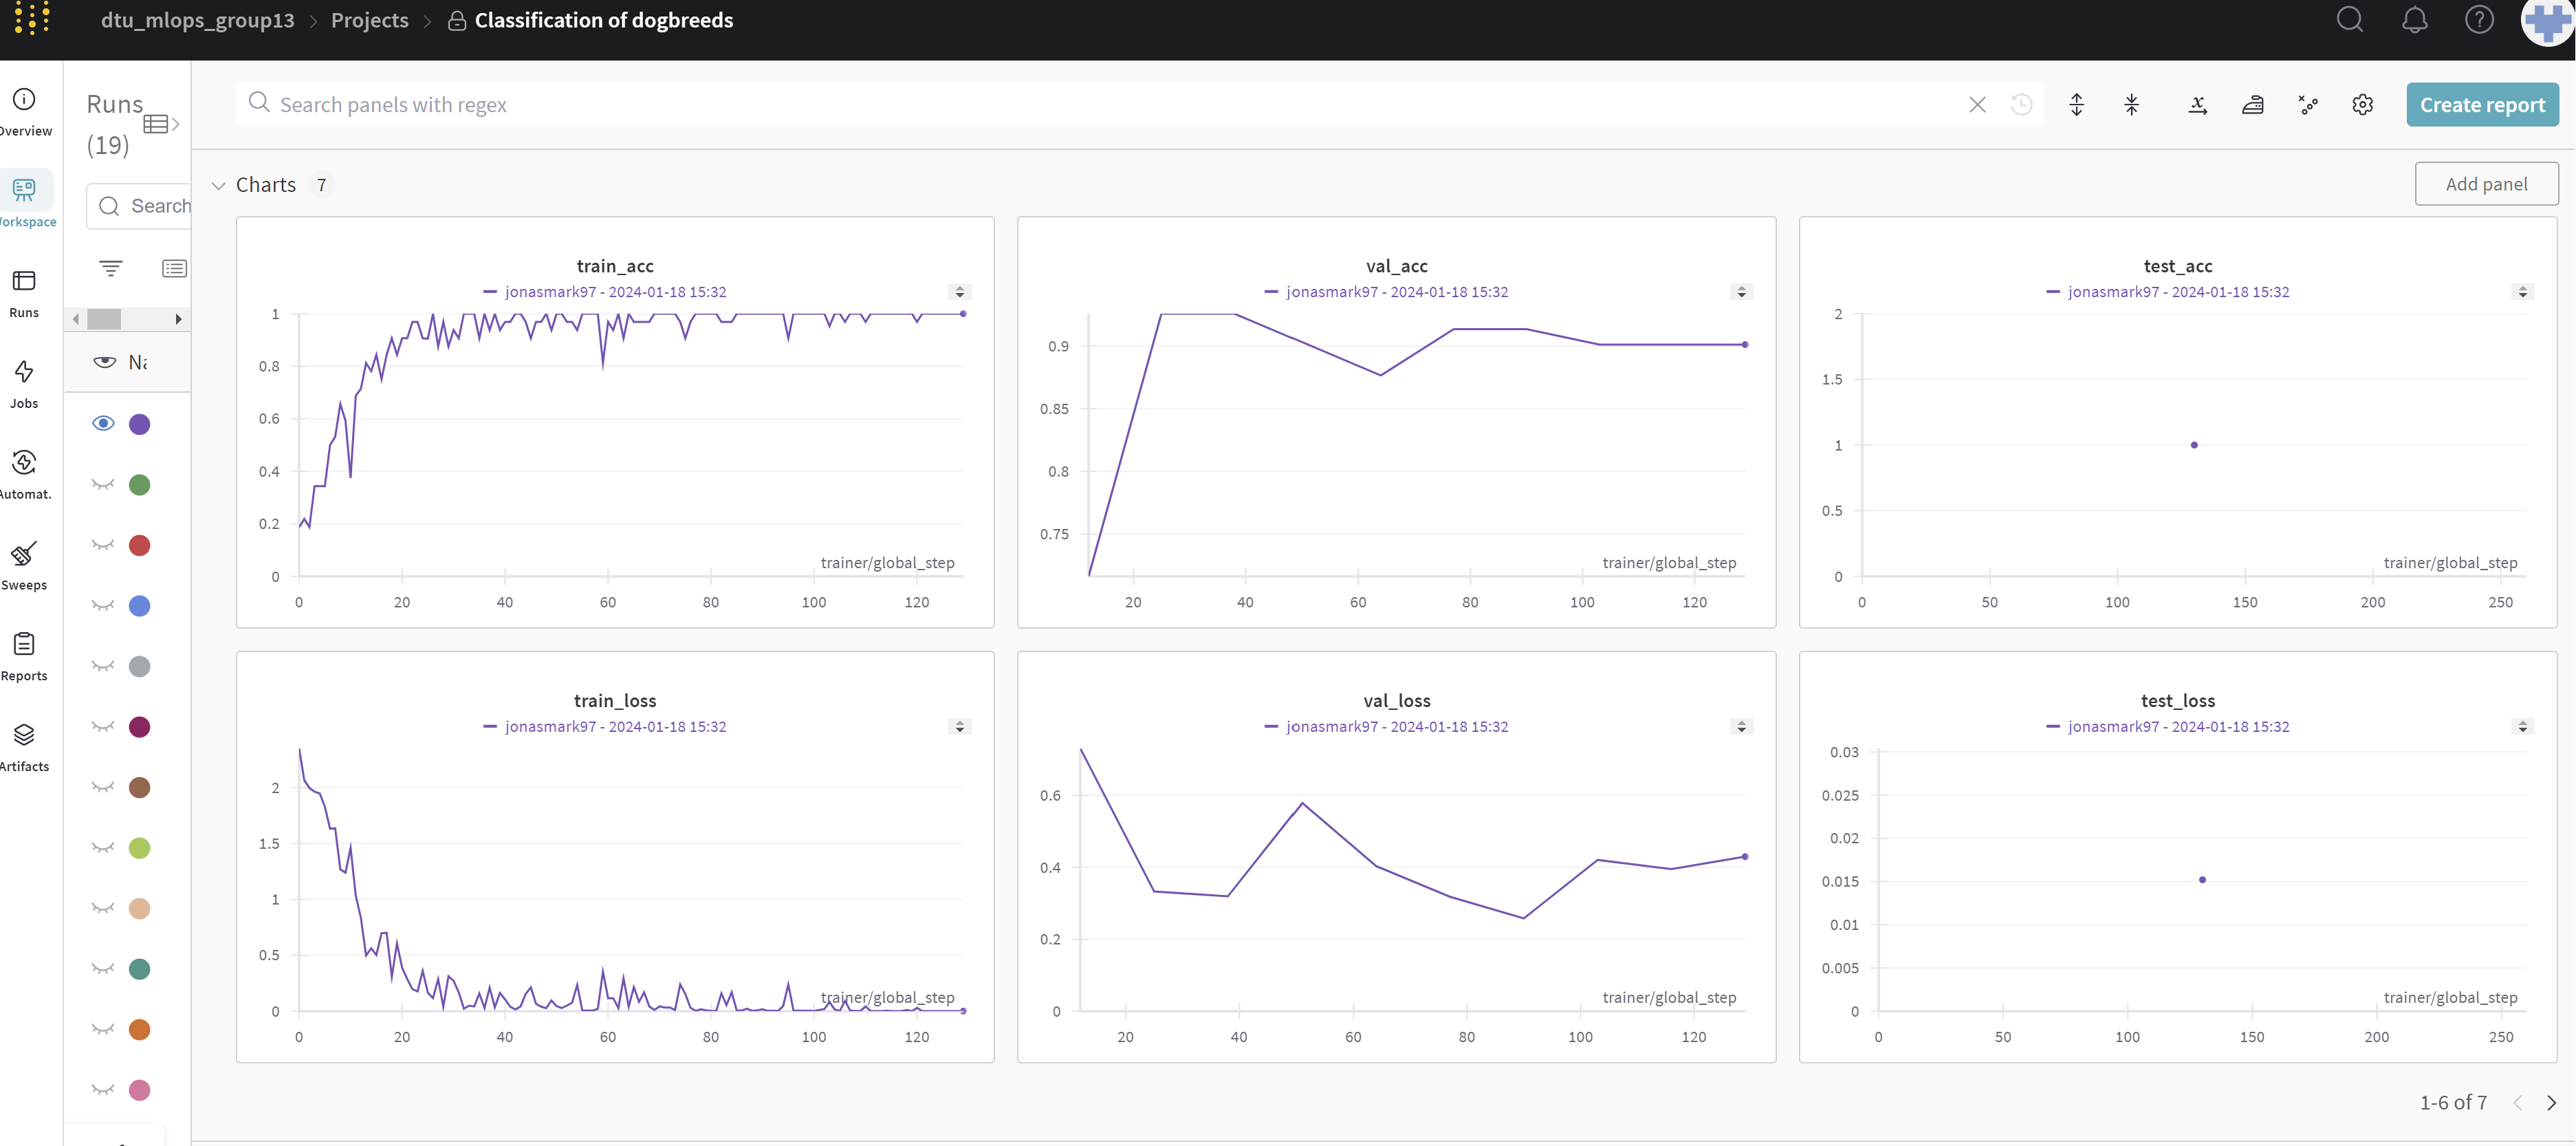 dtu_mlops_group13 > Projects > Classification of dogbreeds
Overview
Workspace
Runs
Jobs
Automat.
Sweeps
Reports
Artifacts
Runs
(19)
Search
Search panels with regex
Create report
Charts 7
Add panel
train_acc
jonasmark97 - 2024-01-18 15:32
1
0.8
0.6
0.4
0.2
0
trainer/global_step
0 20 40 60 80 100 120
val_acc
jonasmark97 - 2024-01-18 15:32
0.9
0.85
0.8
0.75
trainer/global_step
20 40 60 80 100 120
test_acc
jonasmark97 - 2024-01-18 15:32
2
1.5
1
0.5
0
trainer/global_step
0 50 100 150 200 250
train_loss
jonasmark97 - 2024-01-18 15:32
2
1.5
1
0.5
0
trainer/global_step
0 20 40 60 80 100 120
val_loss
jonasmark97 - 2024-01-18 15:32
0.6
0.4
0.2
0
trainer/global_step
20 40 60 80 100 120
test_loss
jonasmark97 - 2024-01-18 15:32
0.03
0.025
0.02
0.015
0.01
0.005
0
trainer/global_step
0 50 100 150 200 250
1-6 of 7